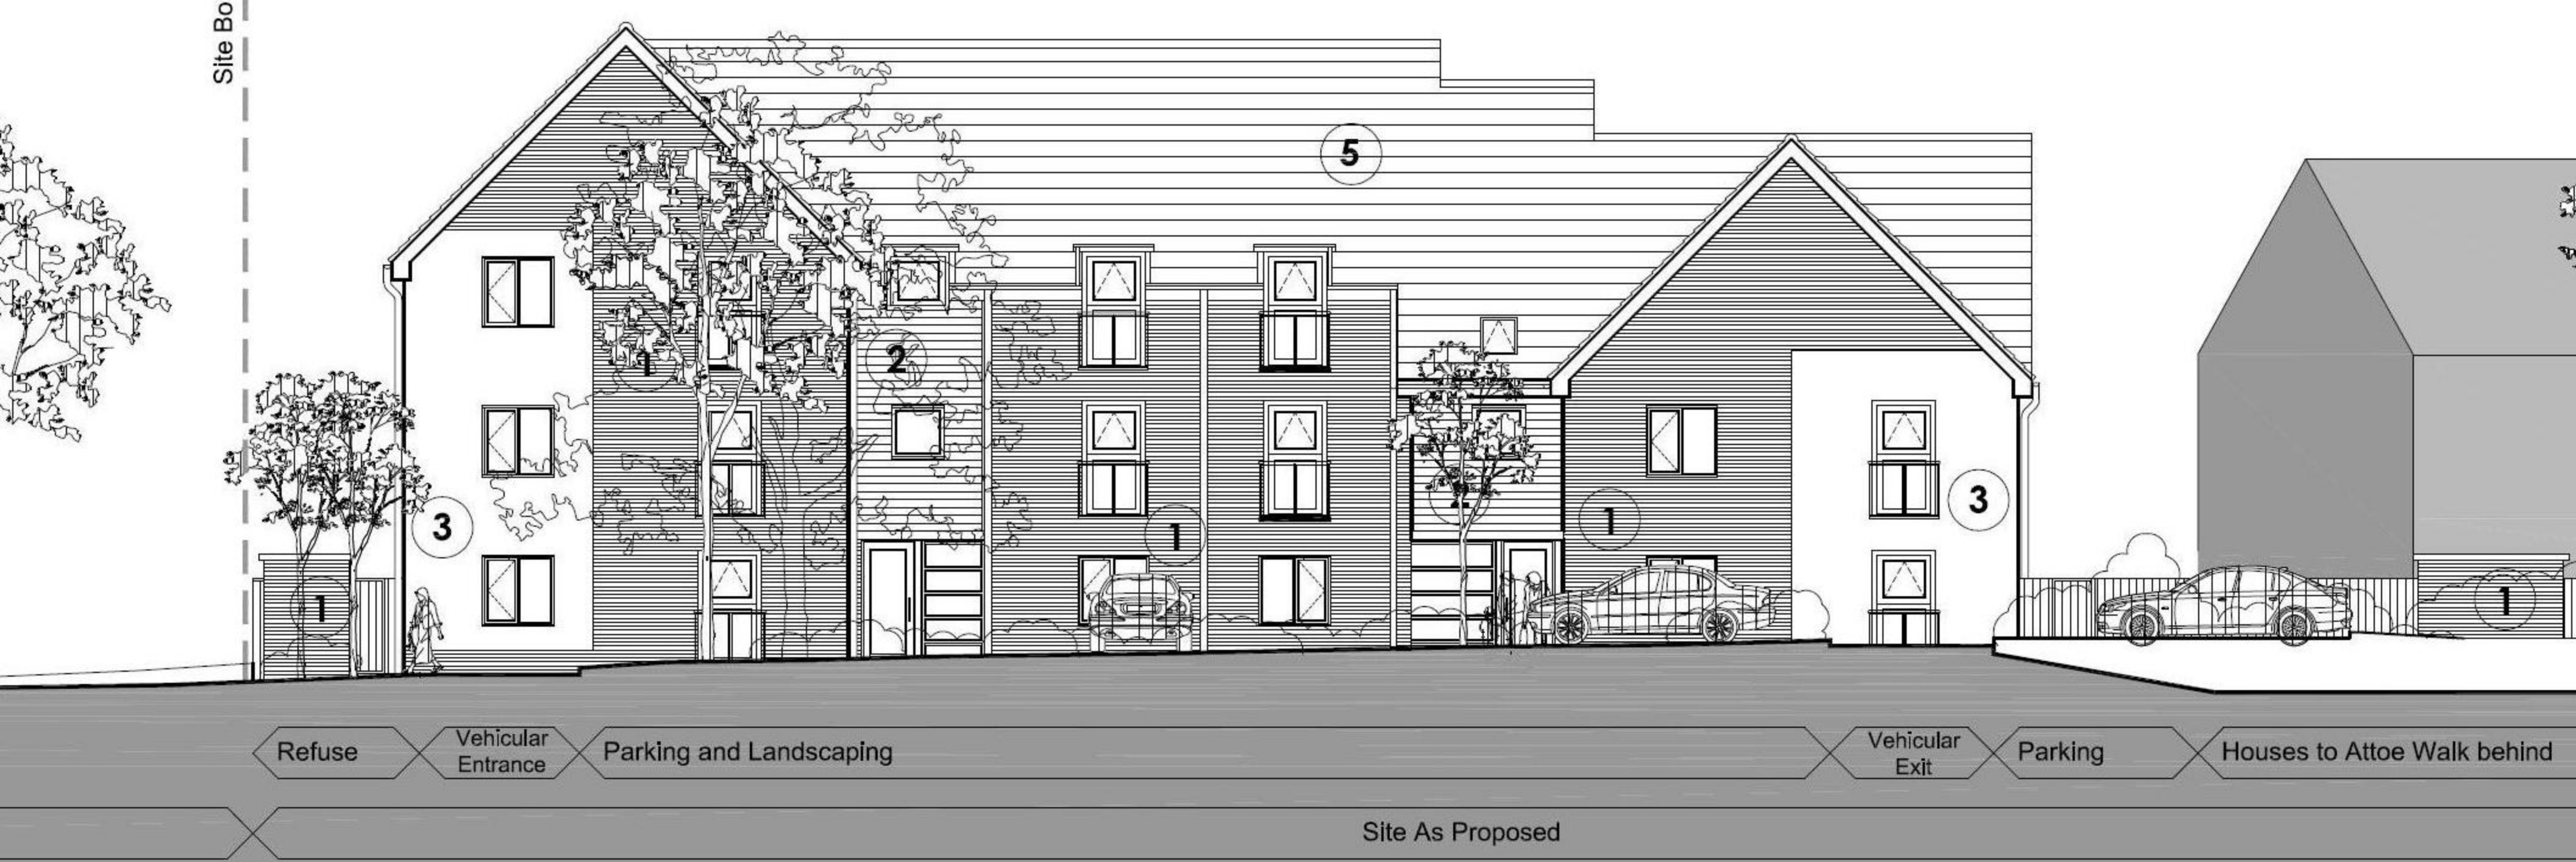 Site Bo
5
1
2
3
1
2
1
3
1
1
Refuse
Vehicular
Entrance
Parking and Landscaping
Vehicular
Exit
Parking
Houses to Attoe Walk behind
Site As Proposed